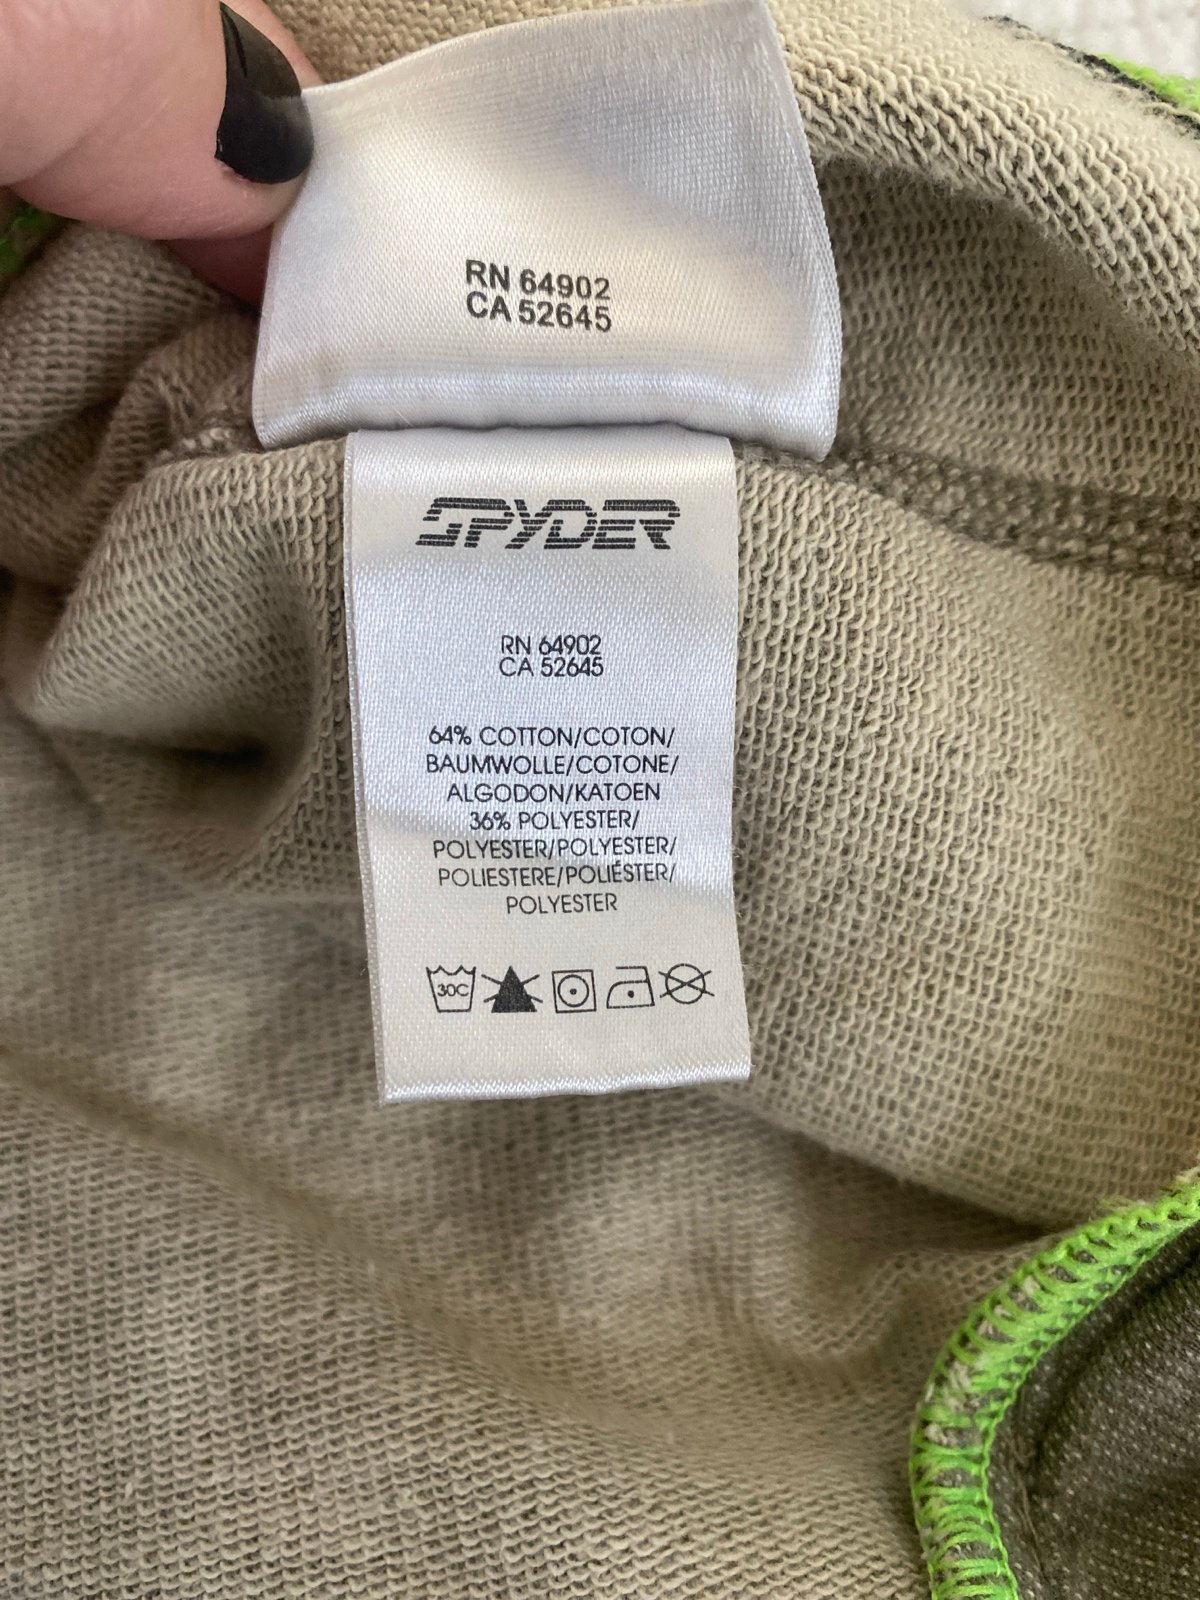 RN 64902
CA 52645
SPYDER
RN 64902
CA 52645
64% COTTON/COTON/
BAUMWOLLE/COTONE/
ALGODON/KATOEN
36% POLYESTER/
POLYESTER/POLYESTER/
POLIESTERE/POLIÉSTER/
POLYESTER
30C